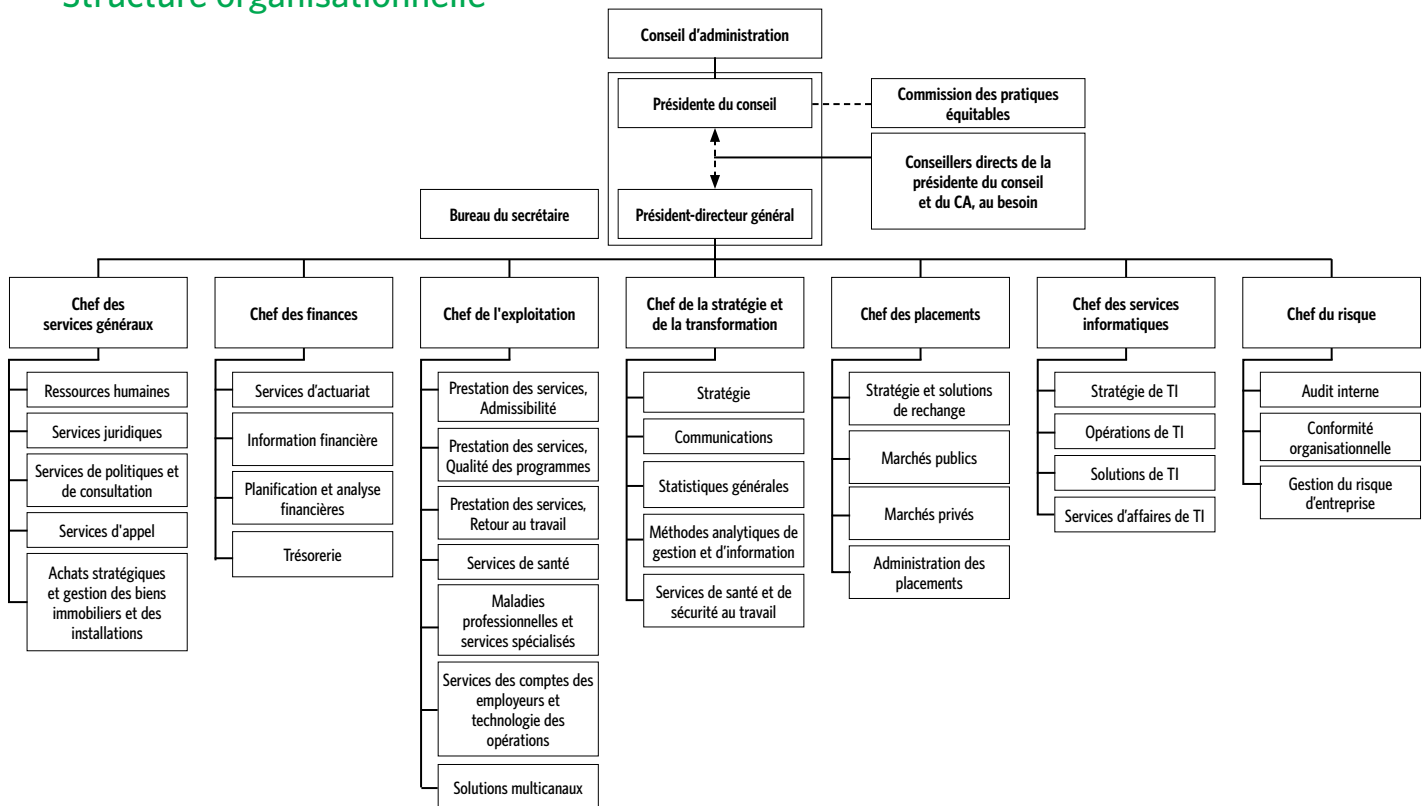 Structure organisationnelle
Conseil d'administration
Présidente du conseil
Commission des pratiques
équitables
Conseillers directs de la
présidente du conseil
et du CA, au besoin
Bureau du secrétaire
Président-directeur général
Chef des
services généraux
Ressources humaines
Services juridiques
Services de politiques et
de consultation
Services d'appel
Achats stratégiques
et gestion des biens
immobiliers et des
installations
Chef des finances
Services d'actuariat
Information financière
Planification et analyse
financières
Trésorerie
Chef de l'exploitation
Prestation des services,
Admissibilité
Prestation des services,
Qualité des programmes
Prestation des services,
Retour au travail
Services de santé
Maladies
professionnelles et
services spécialisés
Services des comptes des
employeurs et
technologie des
opérations
Solutions multicanaux
Chef de la stratégie et
de la transformation
Stratégie
Communications
Statistiques générales
Méthodes analytiques de
gestion et d'information
Services de santé et de
sécurité au travail
Chef des placements
Stratégie et solutions
de rechange
Marchés publics
Marchés privés
Administration des
placements
Chef des services
informatiques
Stratégie de TI
Opérations de TI
Solutions de TI
Services d'affaires de TI
Chef du risque
Audit interne
Conformité
organisationnelle
Gestion du risque
d'entreprise